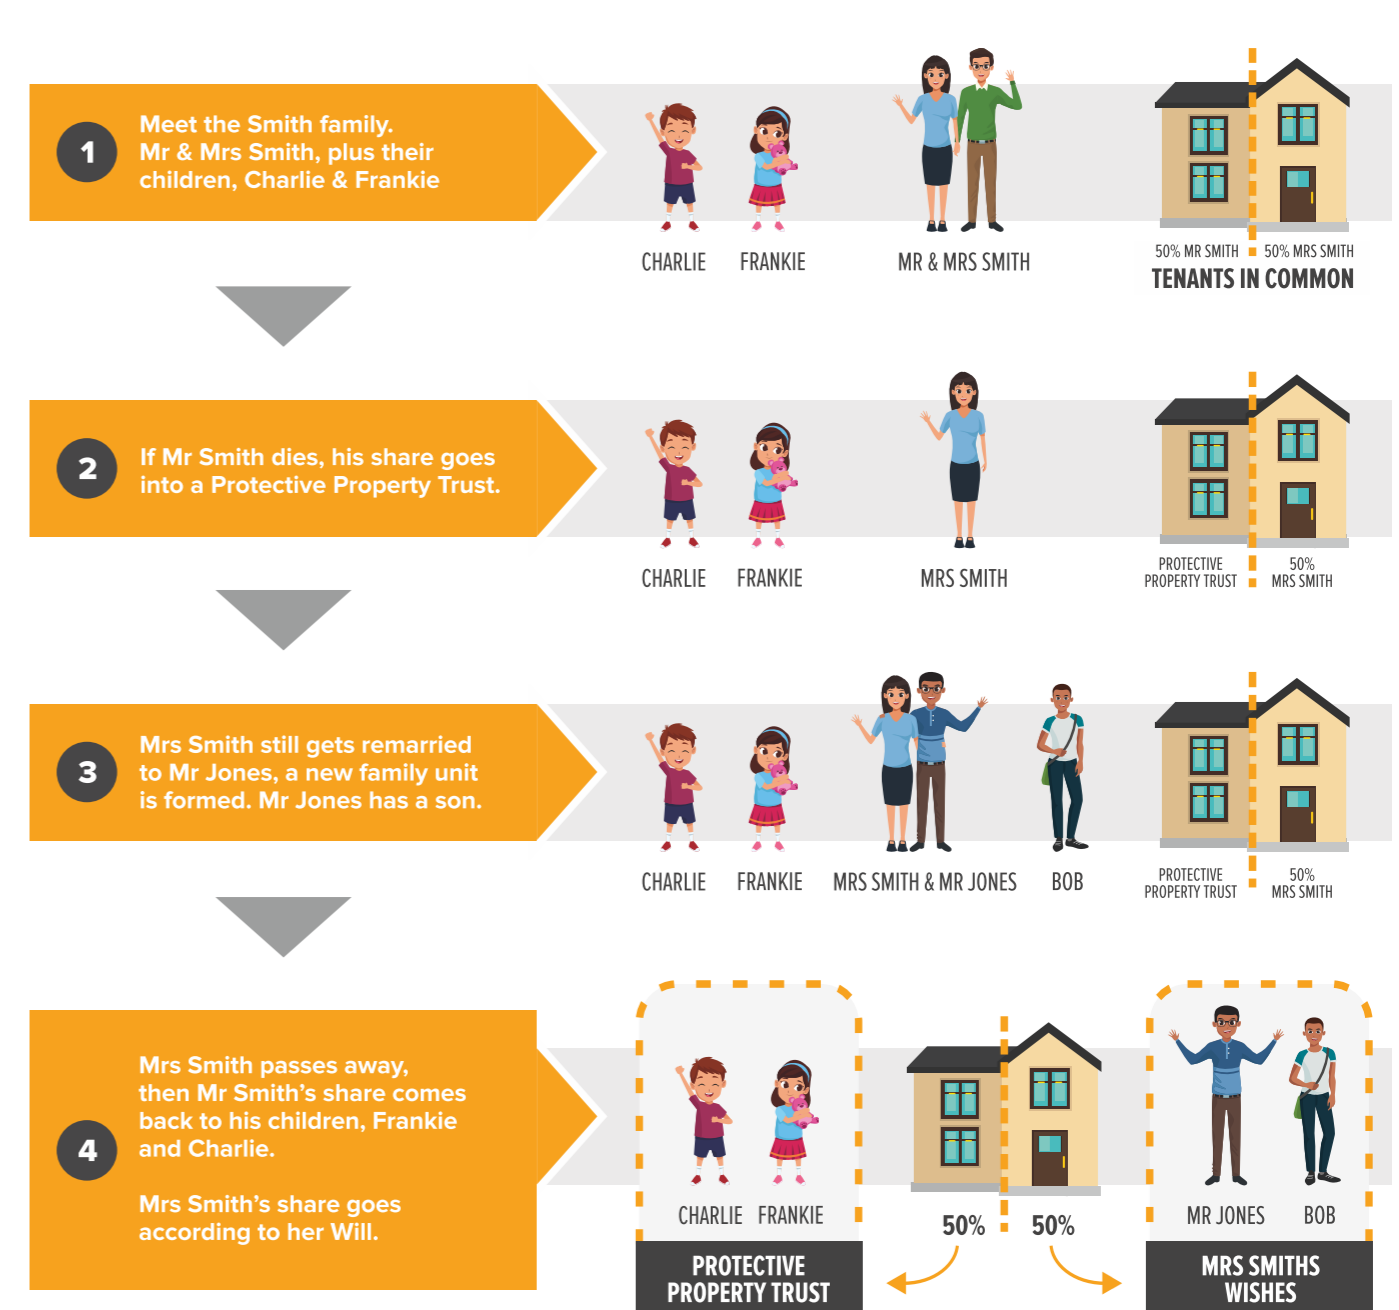 1
Meet the Smith family.
Mr & Mrs Smith, plus their
children, Charlie & Frankie
CHARLIE
FRANKIE
MR & MRS SMITH
50% MR SMITH
50% MRS SMITH
TENANTS IN COMMON
2
If Mr Smith dies, his share goes
into a Protective Property Trust.
CHARLIE
FRANKIE
MRS SMITH
PROTECTIVE
PROPERTY TRUST
50%
MRS SMITH
3
Mrs Smith still gets remarried
to Mr Jones, a new family unit
is formed. Mr Jones has a son.
CHARLIE
FRANKIE
MRS SMITH & MR JONES
BOB
PROTECTIVE
PROPERTY TRUST
50%
MRS SMITH
4
Mrs Smith passes away,
then Mr Smith’s share comes
back to his children, Frankie
and Charlie.
Mrs Smith’s share goes
according to her Will.
CHARLIE
FRANKIE
PROTECTIVE
PROPERTY TRUST
50%
50%
MR JONES
BOB
MRS SMITHS
WISHES